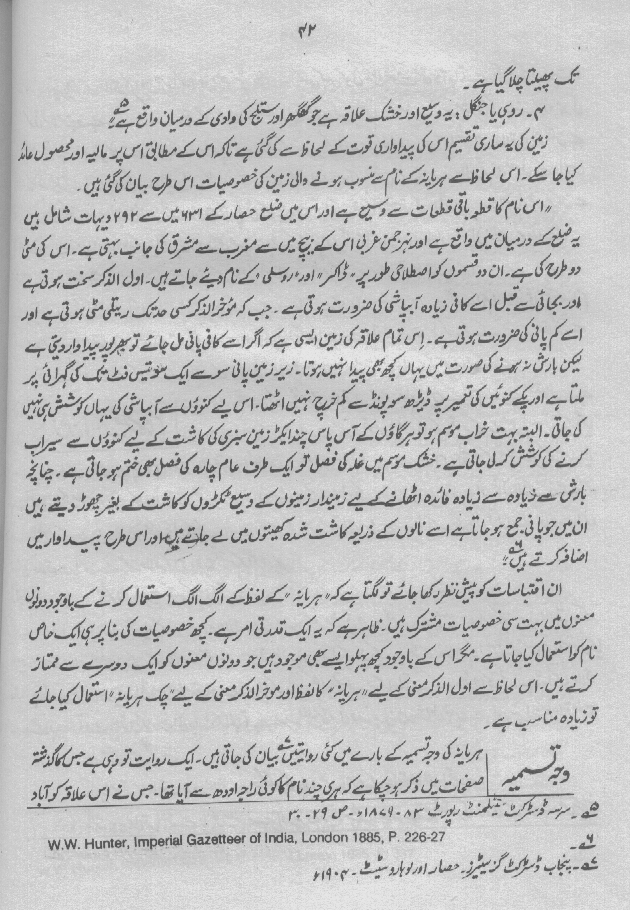 ۴۲
تک پھیلتا چلا گیا ہے۔
۴۔ روہی یا جنگل: یہ وسیع اور خشک علاقہ ہے جو گھگھر اور ستلج کی وادی کے درمیان واقع ہے۵"
زمین کی یہ ساری تقسیم اس کی پیداواری قوت کے لحاظ سے کی گئی ہے تاکہ اس کے مطابق اس پر مالیہ اور محصول عائد
کیا جا سکے۔ اس لحاظ سے ہریانہ کے نام سے منسوب ہونے والی زمین کی خصوصیات اس طرح بیان کی گئی ہیں۔
"اس نام کا قطعہ باقی قطعات سے وسیع ہے اور اس میں ضلع حصار کے ۶۳۱ میں سے ۲۹۲ دیہات شامل ہیں
یہ ضلع کے درمیان میں واقع ہے اور نہر جمن غربی اس کے بیچ میں سے مغرب سے مشرق کی جانب بہتی ہے۔ اس کی مٹی
دو طرح کی ہے۔ ان دو قسموں کو اصطلاحی طور پر "ڈاکر" اور "روسلی" کے نام دیئے جاتے ہیں۔ اول الذکر سخت ہوتی ہے
اور بجائی سے قبل اسے کافی زیادہ آبپاشی کی ضرورت ہوتی ہے۔ جب کہ مؤخر الذکر کسی حد تک ریتلی مٹی ہوتی ہے اور
اسے کم پانی کی ضرورت ہوتی ہے۔ اس تمام علاقہ کی زمین ایسی ہے کہ اگر اسے کافی پانی مل جائے تو بھرپور پیداوار دیتی ہے
لیکن بارش نہ ہونے کی صورت میں یہاں کچھ بھی پیدا نہیں ہوتا۔ زیر زمین پانی سو سے ایک سو تیس فٹ تک کی گہرائی پر
ملتا ہے اور پکے کنوئیں کی تعمیر پر ڈیڑھ سو پونڈ سے کم خرچ نہیں اٹھتا۔ اس لیے کنوؤں سے آبپاشی کی یہاں کوشش ہی نہیں
کی جاتی۔ البتہ بہت خراب موسم ہو تو ہر گاؤں کے آس پاس چند ایکڑ زمین سبزی کی کاشت کے لیے کنوؤں سے سیراب
کرنے کی کوشش کر لی جاتی ہے۔ خشک موسم میں غلہ کی فصل تو ایک طرف عام چارہ کی فصل بھی ختم ہو جاتی ہے۔ چنانچہ
بارش سے زیادہ سے زیادہ فائدہ اٹھانے کے لیے زمیندار زمینوں کے وسیع ٹکڑوں کو کاشت کے بغیر چھوڑ دیتے ہیں
ان میں جو پانی جمع ہو جاتا ہے اسے نالوں کے ذریعہ کاشت شدہ کھیتوں میں لے جاتے ہیں اور اس طرح پیداوار میں
اضافہ کرتے ہیں۶"
ان اقتباسات کو پیش نظر رکھا جائے تو لگتا ہے کہ "ہریانہ" کے لفظ کے الگ الگ استعمال کرنے کے باوجود دونوں
معنوں میں بہت سی خصوصیات مشترک ہیں۔ ظاہر ہے کہ یہ ایک قدرتی امر ہے۔ کچھ خصوصیات کی بنا پر ہی ایک خاص
نام کو استعمال کیا جاتا ہے۔ مگر اس کے باوجود کچھ پہلو ایسے بھی موجود ہیں جو دونوں معنوں کو ایک دوسرے سے ممتاز
کرتے ہیں۔ اس لحاظ سے اول الذکر معنی کے لیے "ہریانہ" کا لفظ اور مؤخر الذکر معنی کے لیے "چک ہریانہ" استعمال کیا جائے
تو زیادہ مناسب ہے۔
وجہ تسمیہ
ہریانہ کی وجہ تسمیہ کے بارے میں کئی روایتیں۷ بیان کی جاتی ہیں۔ ایک روایت تو وہی ہے جس کا گذشتہ
صفحات میں ذکر ہو چکا ہے کہ ہری چند نام کا کوئی راجہ اودھ سے آیا تھا۔ جس نے اس علاقہ کو آباد
۵۔ سرسہ ڈسٹرکٹ سیٹلمنٹ رپورٹ ۸۳-۱۸۷۹ء ص ۲۹-۳۰
۶۔ W.W. Hunter, Imperial Gazetteer of India, London 1885, P. 226-27
۷۔ پنجاب ڈسٹرکٹ گزیٹیرز۔ حصار اور لوہارو سٹیٹ۔ ۱۹۰۴ء